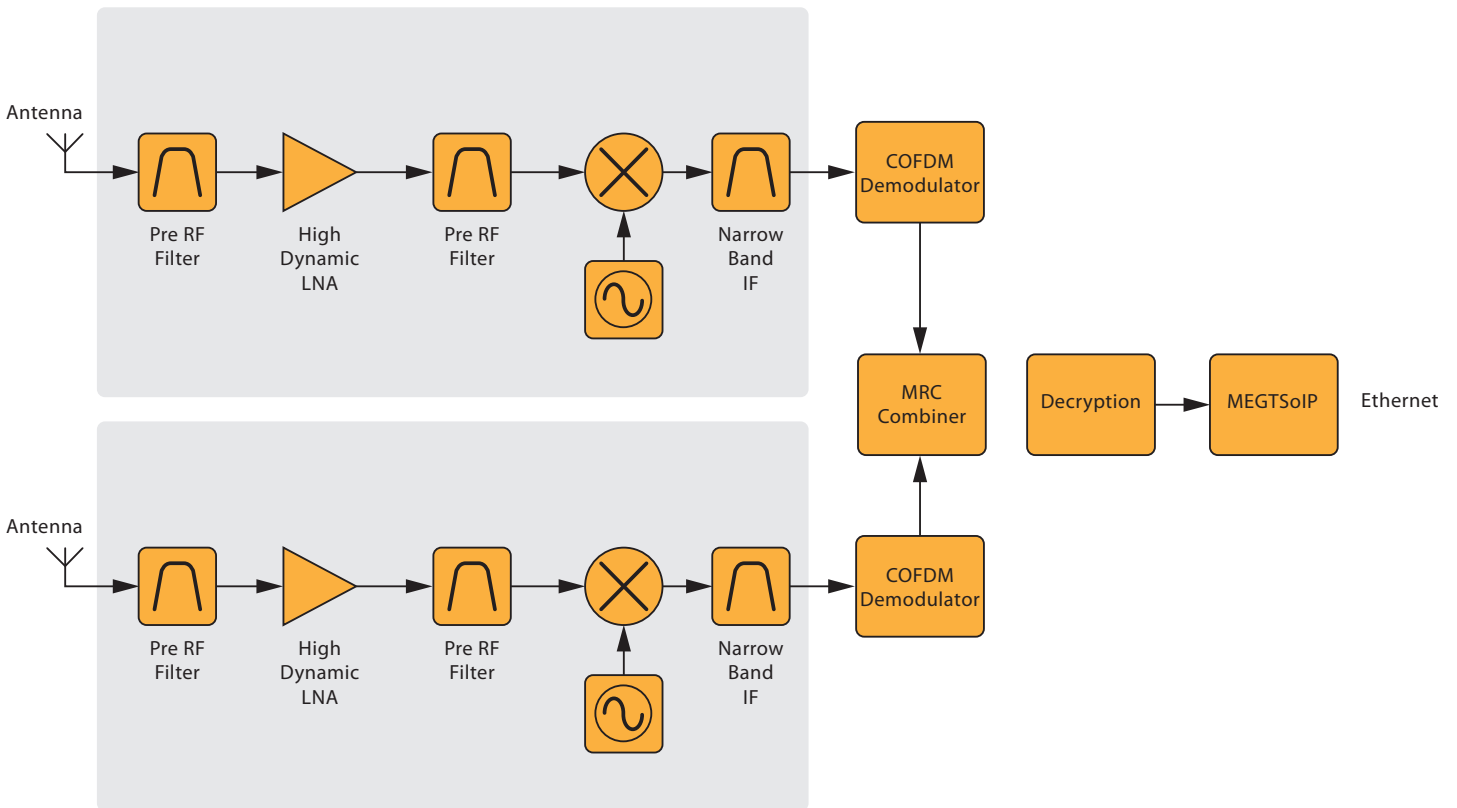 Antenna
Pre RF
Filter
High
Dynamic
LNA
Pre RF
Filter
Narrow
Band
IF
COFDM
Demodulator
MRC
Combiner
Decryption
MEGTSoIP
Ethernet
Antenna
Pre RF
Filter
High
Dynamic
LNA
Pre RF
Filter
Narrow
Band
IF
COFDM
Demodulator